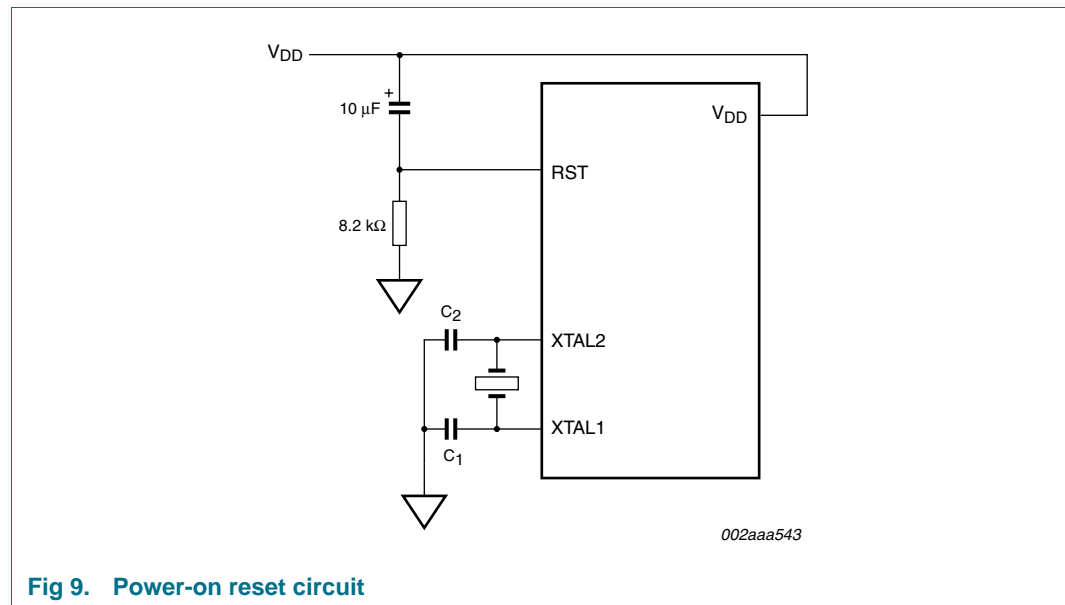 VDD
+
10 μF
VDD
RST
8.2 kΩ
C2
XTAL2
XTAL1
C1
002aaa543
Fig 9. Power-on reset circuit